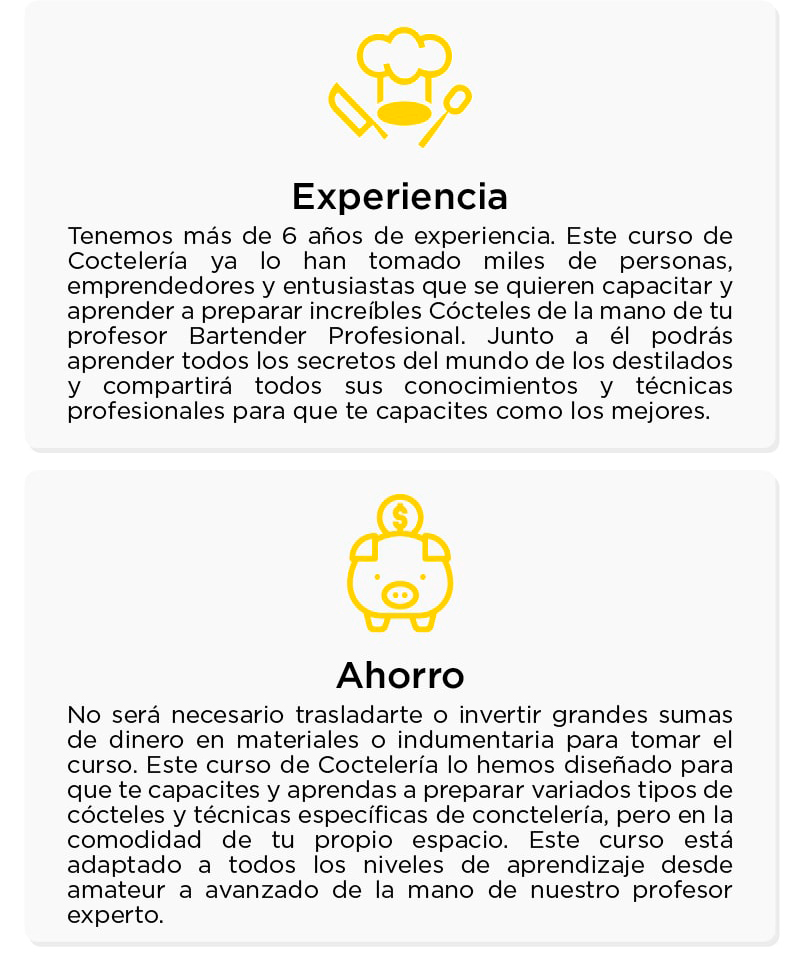 Experiencia
Tenemos más de 6 años de experiencia. Este curso de
Coctelería ya lo han tomado miles de personas,
emprendedores y entusiastas que se quieren capacitar y
aprender a preparar increíbles Cócteles de la mano de tu
profesor Bartender Profesional. Junto a él podrás
aprender todos los secretos del mundo de los destilados
y compartirá todos sus conocimientos y técnicas
profesionales para que te capacites como los mejores.
$
Ahorro
No será necesario trasladarte o invertir grandes sumas
de dinero en materiales o indumentaria para tomar el
curso. Este curso de Coctelería lo hemos diseñado para
que te capacites y aprendas a preparar variados tipos de
cócteles y técnicas específicas de conctelería, pero en la
comodidad de tu propio espacio. Este curso está
adaptado a todos los niveles de aprendizaje desde
amateur a avanzado de la mano de nuestro profesor
experto.